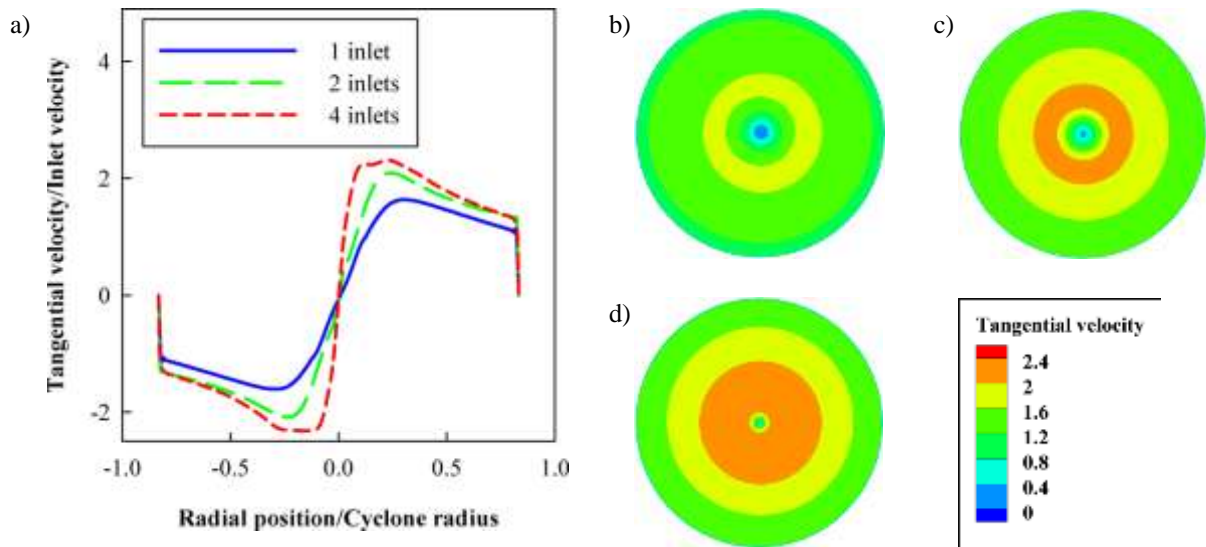 a)
Tangential velocity/Inlet velocity
4
2
0
-2
1 inlet
2 inlets
4 inlets
-1.0 -0.5 0.0 0.5 1.0
Radial position/Cyclone radius
b)
c)
d)
Tangential velocity
2.4
2
1.6
1.2
0.8
0.4
0